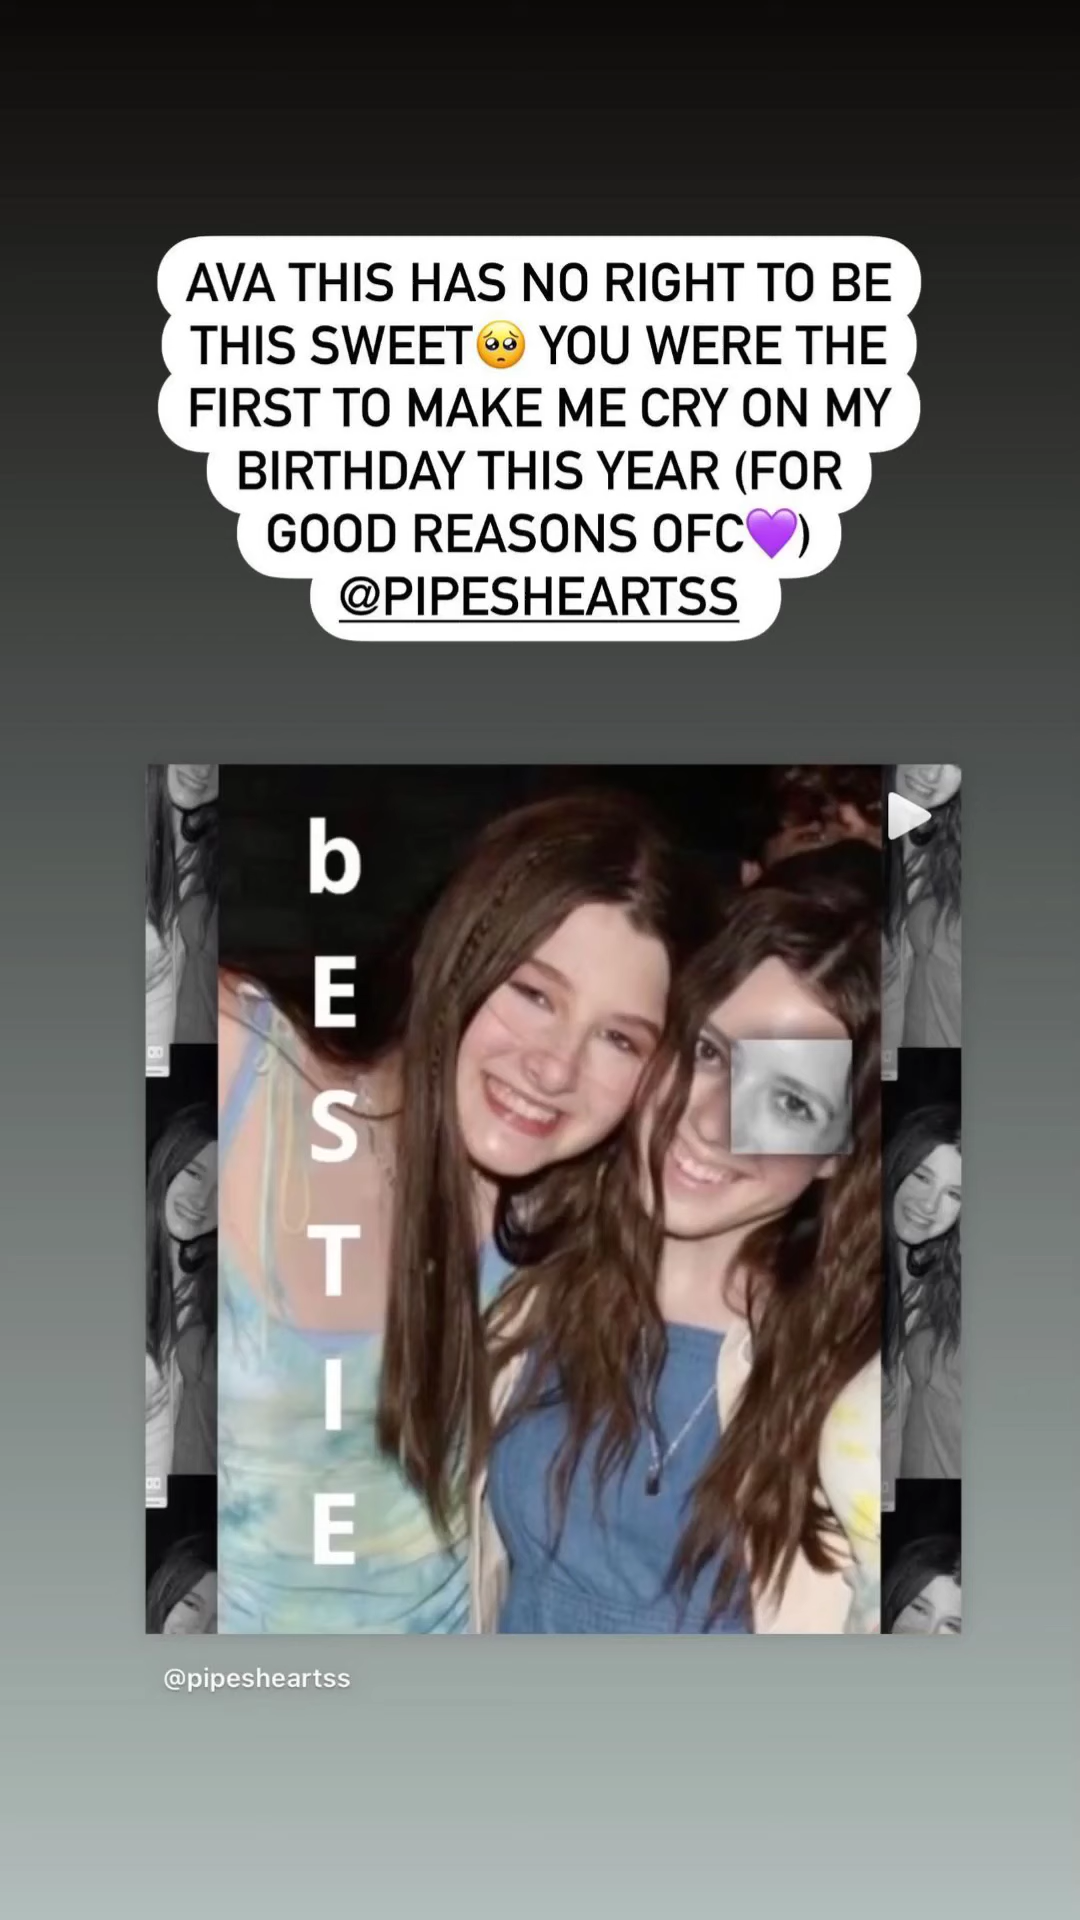 AVA THIS HAS NO RIGHT TO BE
THIS SWEET🥺 YOU WERE THE
FIRST TO MAKE ME CRY ON MY
BIRTHDAY THIS YEAR (FOR
GOOD REASONS OFC💜)
@PIPESHEARTSS
b
E
S
T
I
E
@pipesheartss